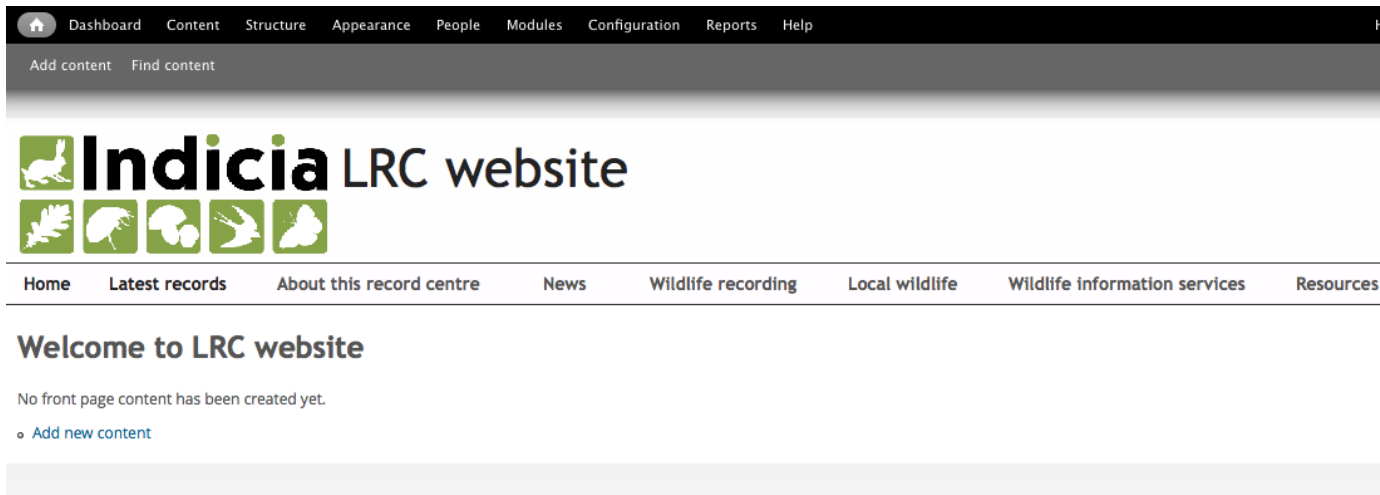 Dashboard Content Structure Appearance People Modules Configuration Reports Help
Add content Find content
Indicia LRC website
Home Latest records About this record centre News Wildlife recording Local wildlife Wildlife information services Resources
Welcome to LRC website
No front page content has been created yet.
Add new content